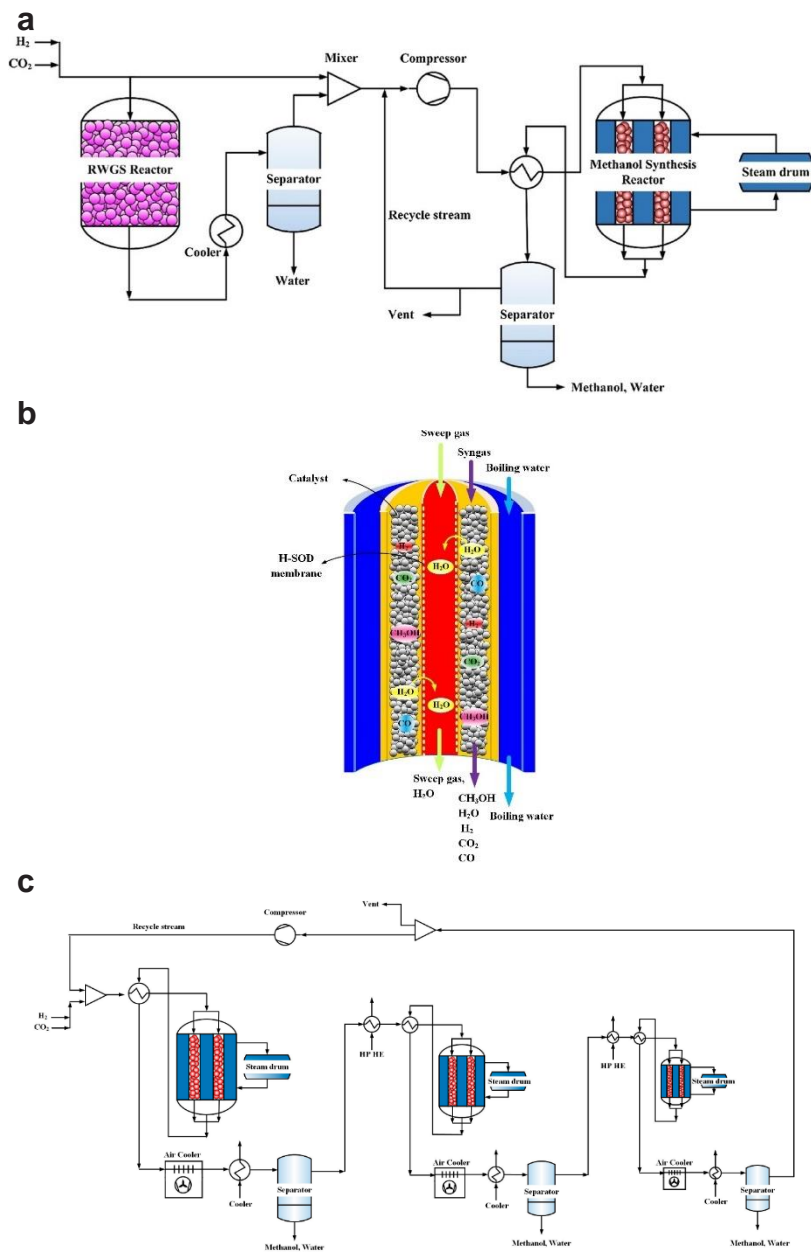 a
H₂
CO₂
Mixer
Compressor
RWGS Reactor
Separator
Methanol Synthesis
Reactor
Steam drum
Recycle stream
Cooler
Water
Vent
Separator
Methanol, Water
b
Sweep gas
Syngas
Boiling water
Catalyst
H-SOD
membrane
H₂
H₂O
H₂O
CO₂
CO
H₂
CH₃OH
CO₂
H₂O
H₂O
CO
CH₃OH
Sweep gas,
H₂O
CH₃OH
H₂O
H₂
CO₂
CO
Boiling water
c
Vent
Compressor
Recycle stream
H₂
CO₂
HP HE
HP HE
Steam drum
Steam drum
Steam drum
Air Cooler
Air Cooler
Air Cooler
Separator
Separator
Separator
Cooler
Cooler
Cooler
Methanol, Water
Methanol, Water
Methanol, Water